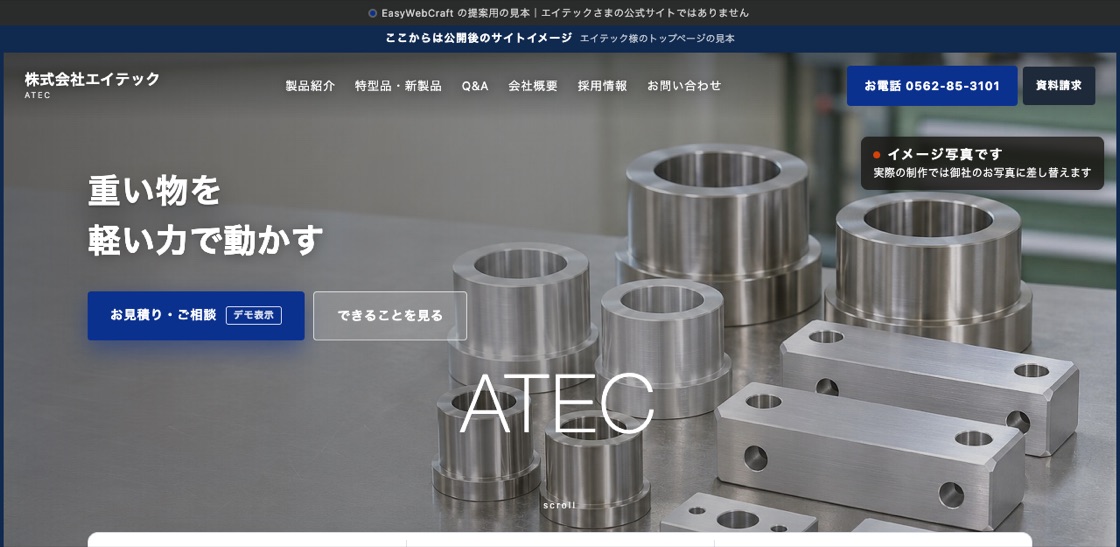 EasyWebCraft の提案用の見本｜エイテックさまの公式サイトではありません
ここからは公開後のサイトイメージ エイテック様のトップページの見本
株式会社エイテック
ATEC
製品紹介 特型品・新製品 Q&A 会社概要 採用情報 お問い合わせ
お電話 0562-85-3101
資料請求
イメージ写真です
実際の制作では御社のお写真に差し替えます
重い物を
軽い力で動かす
お見積り・ご相談 デモ表示
できることを見る
ATEC
scroll